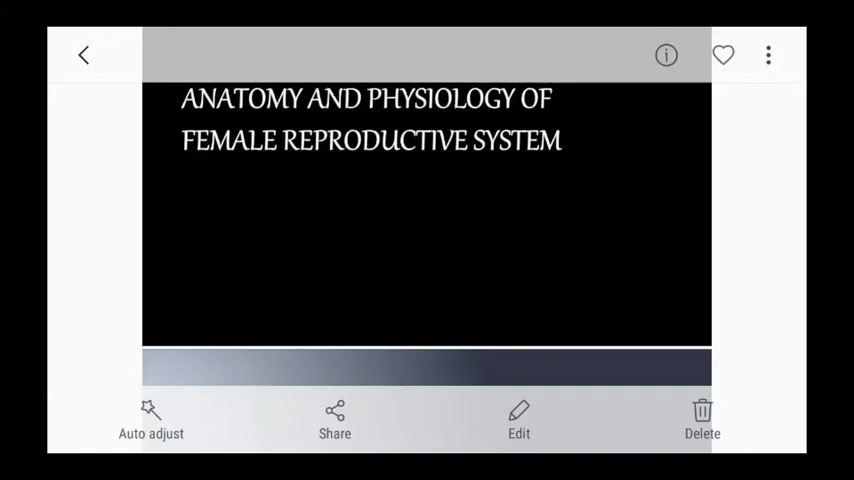 ANATOMY AND PHYSIOLOGY OF
FEMALE REPRODUCTIVE SYSTEM
Auto adjust
Share
Edit
Delete